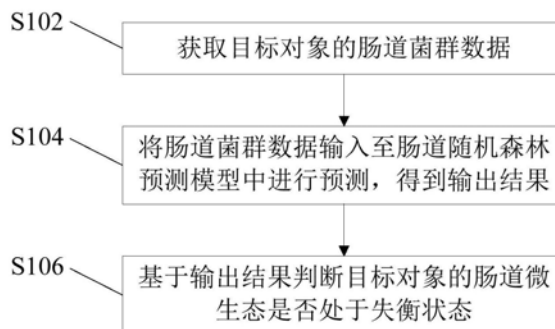 S102
获取目标对象的肠道菌群数据
S104
将肠道菌群数据输入至肠道随机森林
预测模型中进行预测，得到输出结果
S106
基于输出结果判断目标对象的肠道微
生态是否处于失衡状态